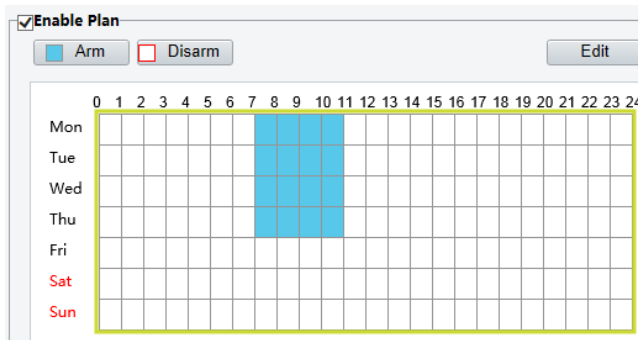 Enable Plan
Arm Disarm Edit
0 1 2 3 4 5 6 7 8 9 10 11 12 13 14 15 16 17 18 19 20 21 22 23 24
Mon
Tue
Wed
Thu
Fri
Sat
Sun